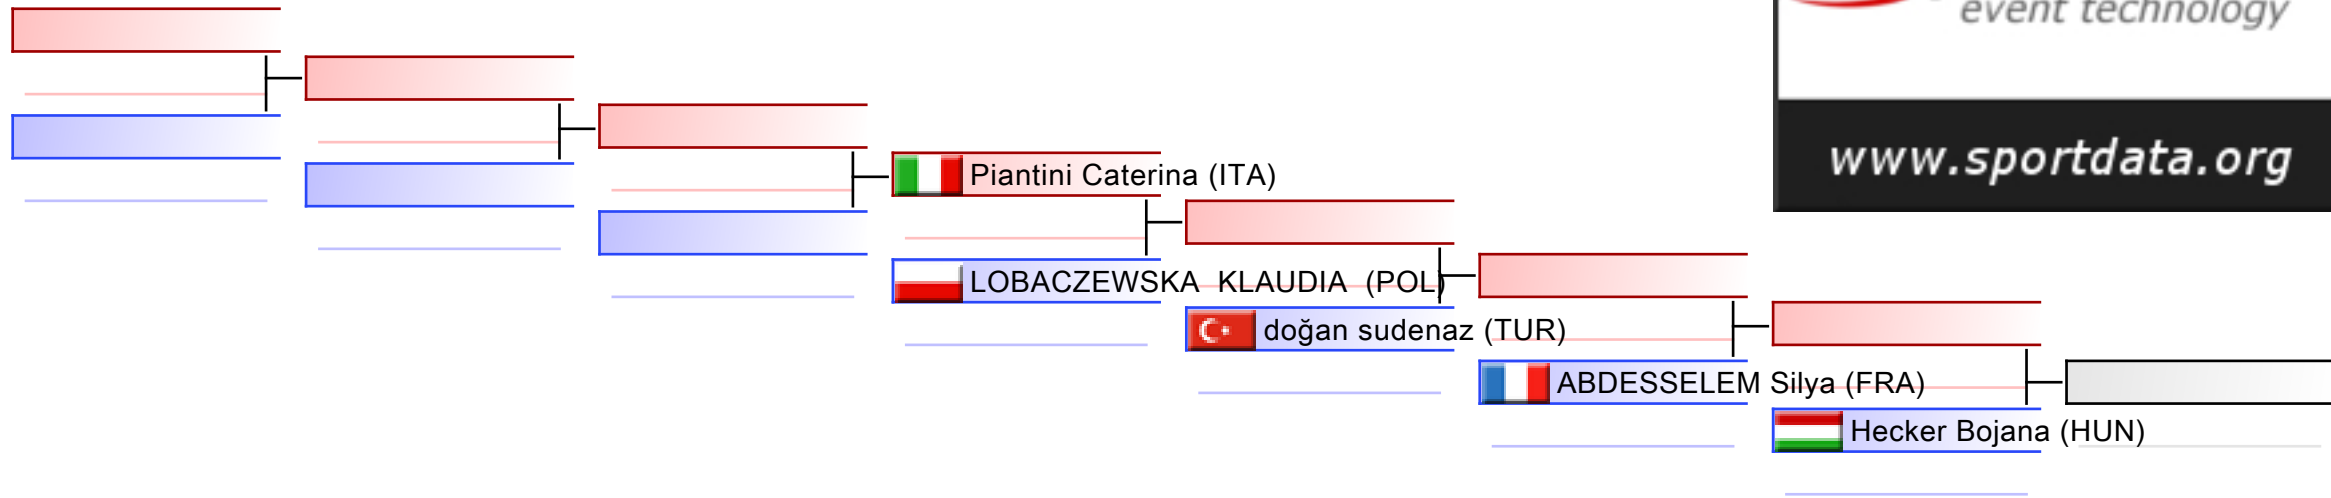 event technology
www.sportdata.org
Piantini Caterina (ITA)
LOBACZEWSKA  KLAUDIA  (POL)
doğan sudenaz (TUR)
ABDESSELEM Silya (FRA)
Hecker Bojana (HUN)